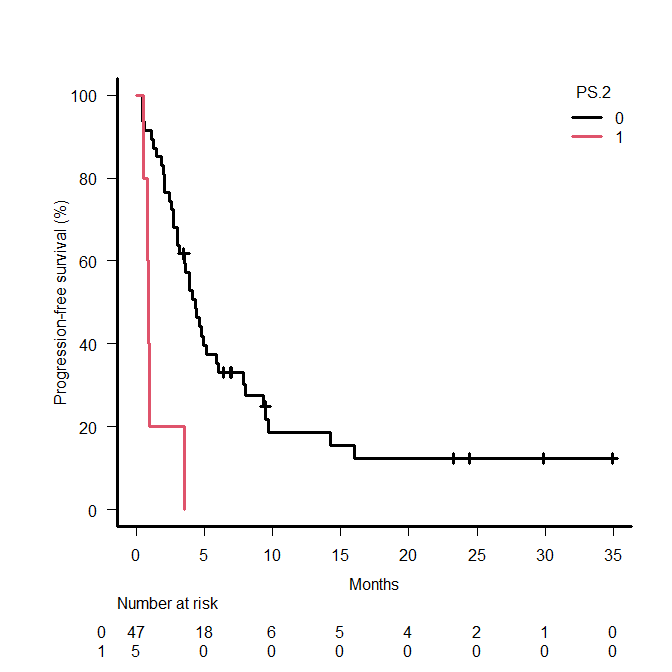 PS.2
0
1
100
80
60
40
20
0
Progression-free survival (%)
0 5 10 15 20 25 30 35
Months
Number at risk
0 47 18 6 5 4 2 1 0
1 5 0 0 0 0 0 0 0